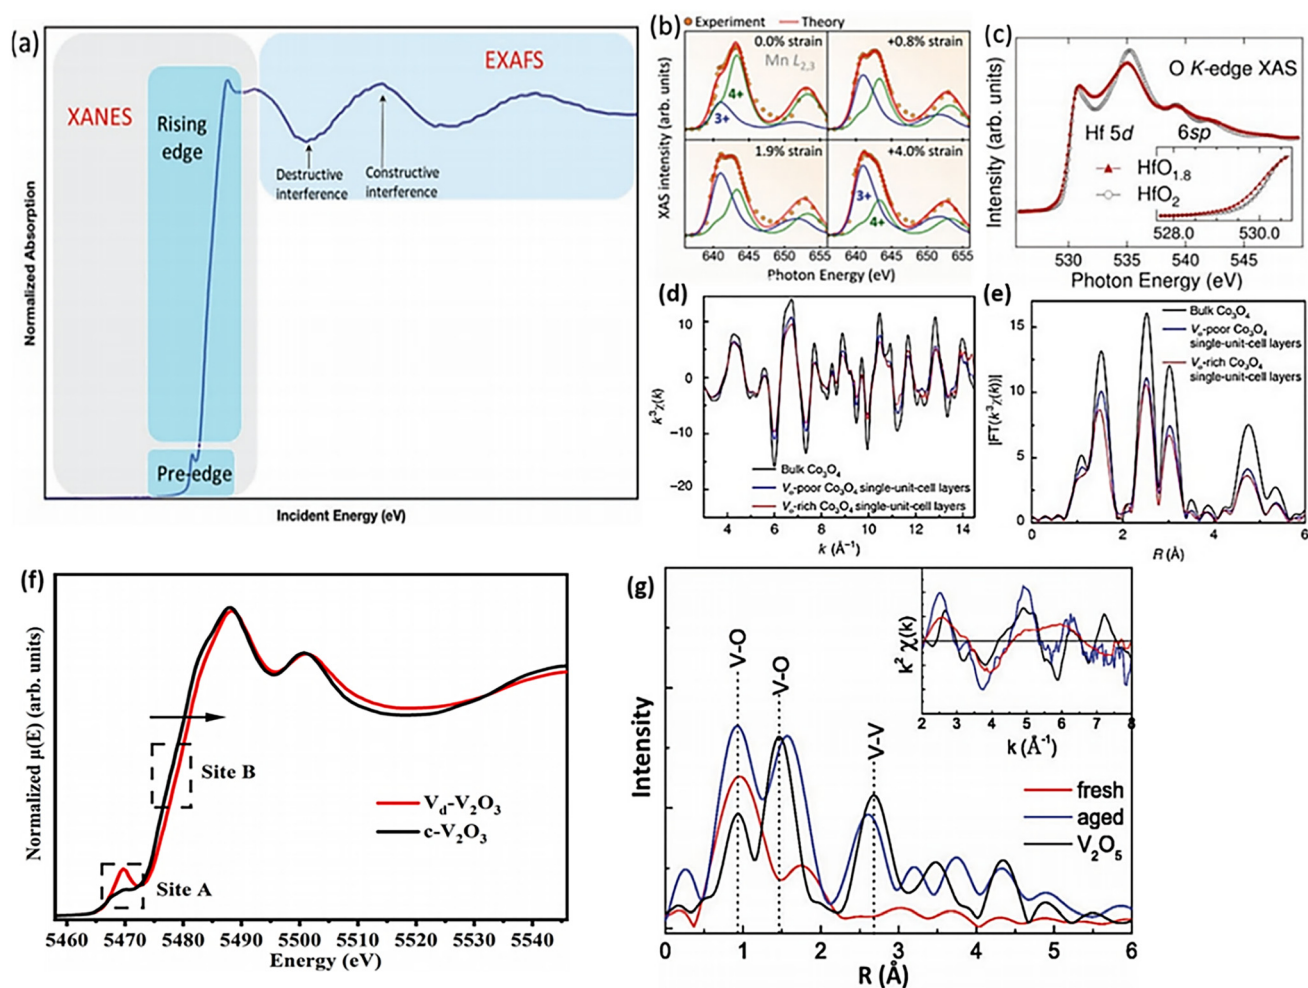 (a)
XANES
EXAFS
Rising
edge
Pre-edge
Destructive
interference
Constructive
interference
Normalized Absorption
Incident Energy (eV)
(b)
Experiment
Theory
0.0% strain
Mn L2,3
4+
3+
+0.8% strain
1.9% strain
+4.0% strain
3+
4+
XAS intensity (arb. units)
640 645 650 655
640 645 650 655
Photon Energy (eV)
(c)
O K-edge XAS
Hf 5d
6sp
HfO1.8
HfO2
528.0 530.0
Intensity (arb. units)
530 535 540 545
Photon Energy (eV)
(d)
10
0
−10
−20
k³χ(k)
Bulk Co3O4
Vo-poor Co3O4 single-unit-cell layers
Vo-rich Co3O4 single-unit-cell layers
4 6 8 10 12 14
k (Å−1)
(e)
15
10
5
0
|FT(k³χ(k))|
Bulk Co3O4
Vo-poor Co3O4
single-unit-cell layers
Vo-rich Co3O4
single-unit-cell layers
0 2 4 6
R (Å)
(f)
Normalized μ(E) (arb. units)
Site B
Site A
Vd-V2O3
c-V2O3
5460 5470 5480 5490 5500 5510 5520 5530 5540
Energy (eV)
(g)
Intensity
V-O
V-O
V-V
k² χ(k)
2 3 4 5 6 7 8
k (Å-1)
fresh
aged
V2O5
0 1 2 3 4 5 6
R (Å)